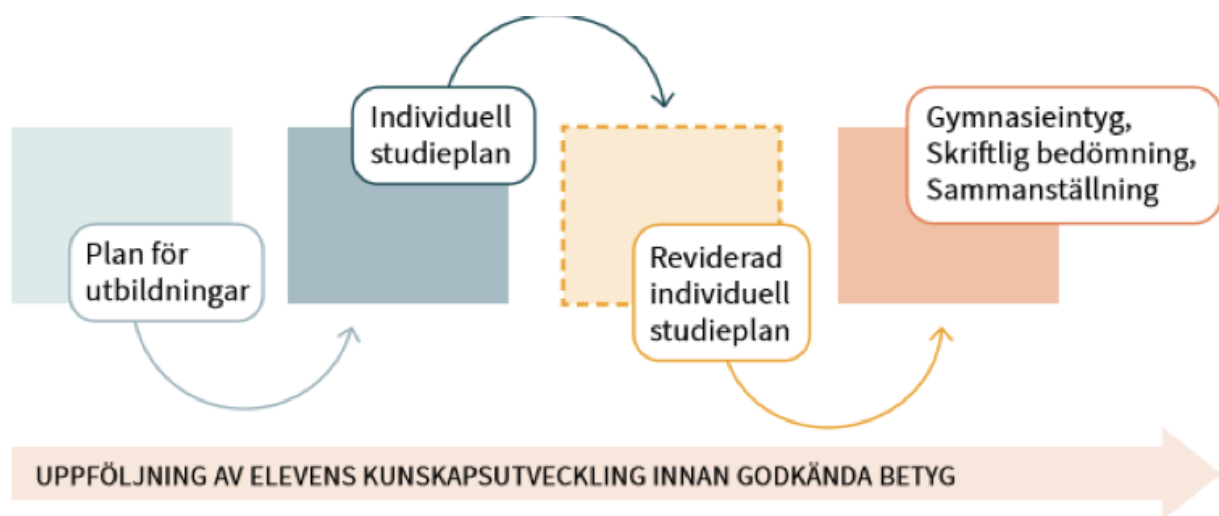 Plan för
utbildningar
Individuell
studieplan
Reviderad
individuell
studieplan
Gymnasieintyg,
Skriftlig bedömning,
Sammanställning
UPPFÖLJNING AV ELEVENS KUNSKAPSUTVECKLING INNAN GODKÄNDA BETYG